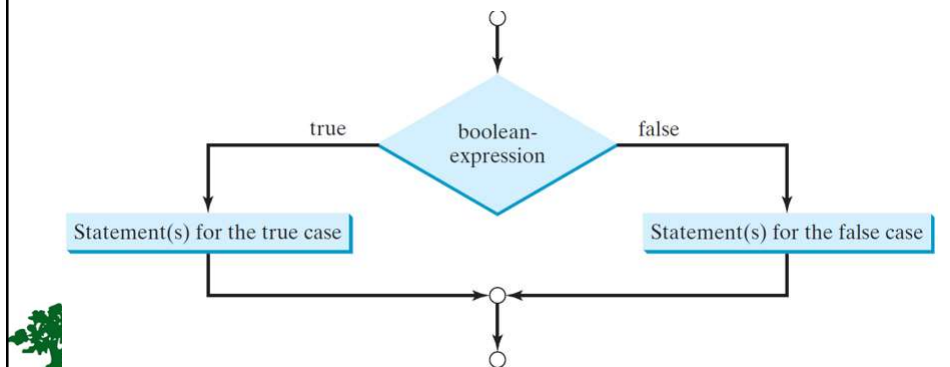 true
boolean-
expression
false
Statement(s) for the true case
Statement(s) for the false case